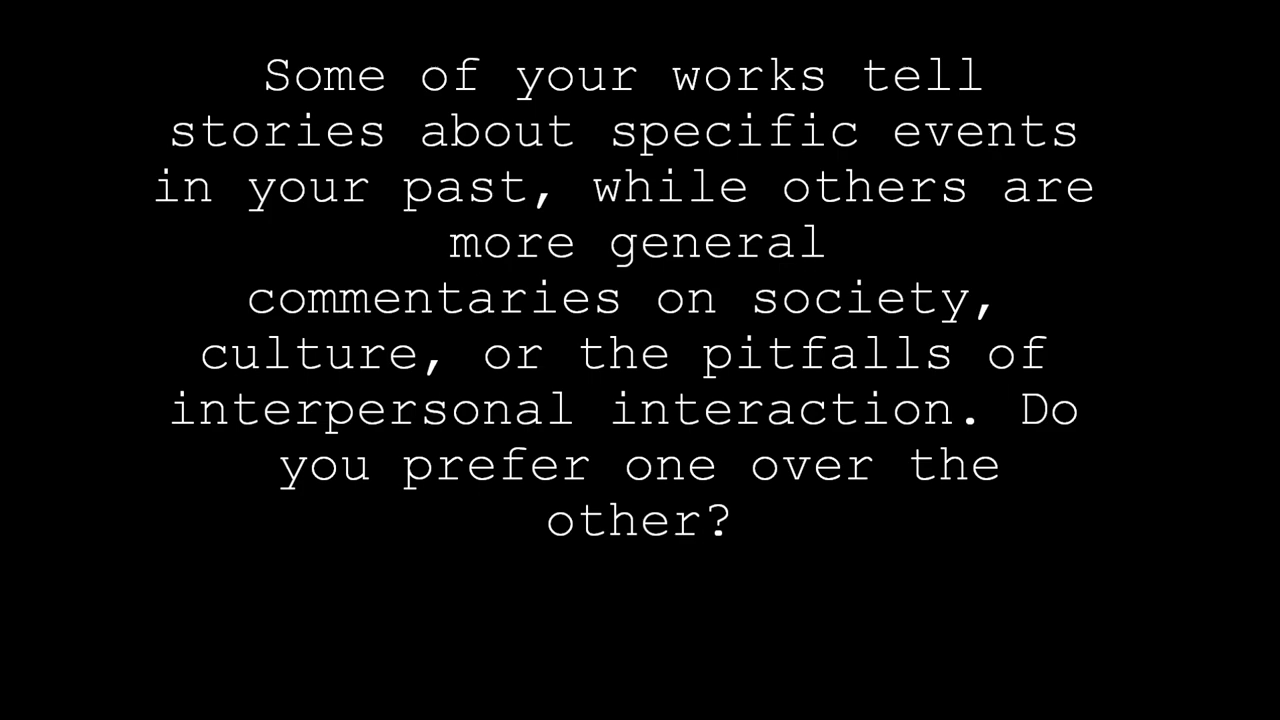 Some of your works tell
stories about specific events
in your past, while others are
more general
commentaries on society,
culture, or the pitfalls of
interpersonal interaction. Do
you prefer one over the
other?